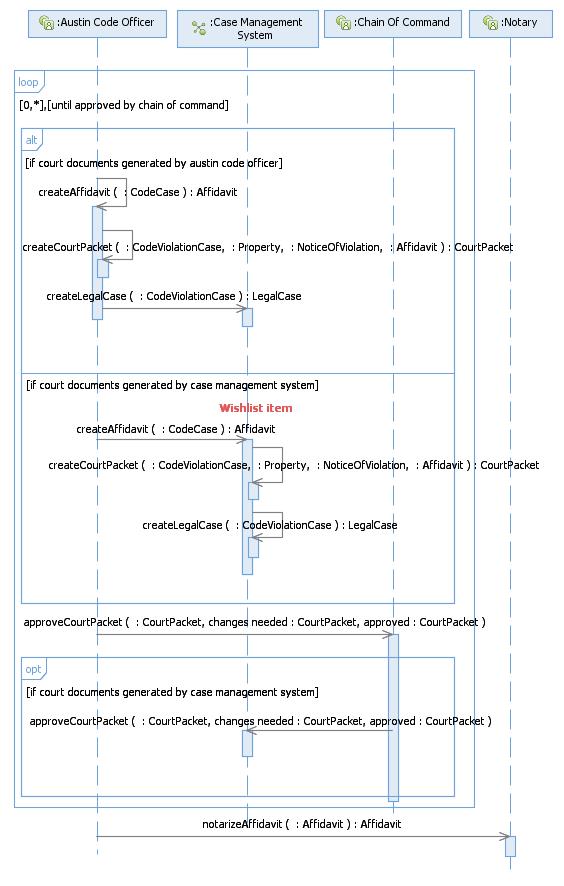 :Austin Code Officer
:Case Management
System
:Chain Of Command
:Notary
loop
[0,*],[until approved by chain of command]
alt
[if court documents generated by austin code officer]
createAffidavit (  : CodeCase ) : Affidavit
createCourtPacket (  : CodeViolationCase,  : Property,  : NoticeOfViolation,  : Affidavit ) : CourtPacket
createLegalCase (  : CodeViolationCase ) : LegalCase
[if court documents generated by case management system]
Wishlist item
createAffidavit (  : CodeCase ) : Affidavit
createCourtPacket (  : CodeViolationCase,  : Property,  : NoticeOfViolation,  : Affidavit ) : CourtPacket
createLegalCase (  : CodeViolationCase ) : LegalCase
approveCourtPacket (  : CourtPacket, changes needed : CourtPacket, approved : CourtPacket )
opt
[if court documents generated by case management system]
approveCourtPacket (  : CourtPacket, changes needed : CourtPacket, approved : CourtPacket )
notarizeAffidavit (  : Affidavit ) : Affidavit